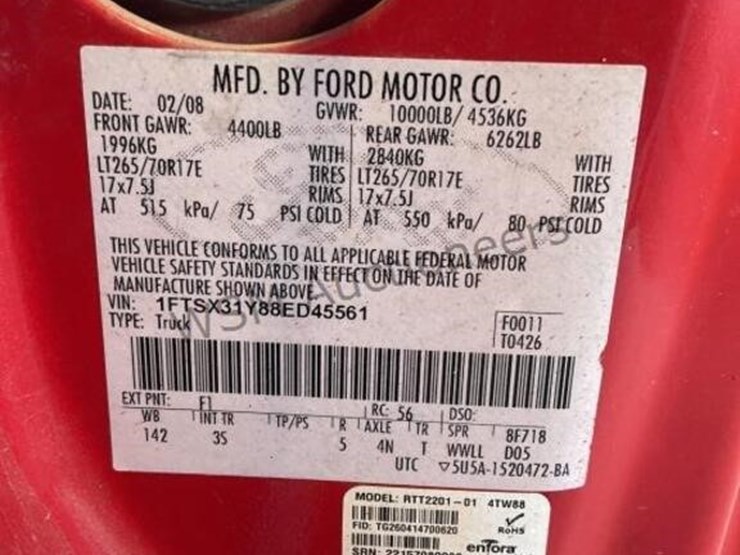 MFD. BY FORD MOTOR CO.
DATE: 02/08 GVWR: 10000LB/ 4536KG
FRONT GAWR: 4400LB REAR GAWR: 6262LB
1996KG WITH 2840KG WITH
LT265/70R17E TIRES LT265/70R17E TIRES
17x7.5J RIMS 17x7.5J RIMS
AT 515 kPa/ 75 PSI COLD AT 550 kPa/ 80 PSI COLD
THIS VEHICLE CONFORMS TO ALL APPLICABLE FEDERAL MOTOR
VEHICLE SAFETY STANDARDS IN EFFECT ON THE DATE OF
MANUFACTURE SHOWN ABOVE
VIN: 1FTSX31Y88ED45561
TYPE: Truck
F0011
T0426
WSM Auctioneers
EXT PNT: F1 RC: 56 DSO:
WB INT TR TP/PS R AXLE TR SPR 8F718
142 3S 5 4N T WWLL D05
UTC ▽5U5A-1520472-BA
MODEL: RTT2201-01 4TW88
FID: TG260414700620 RoHS
enfora